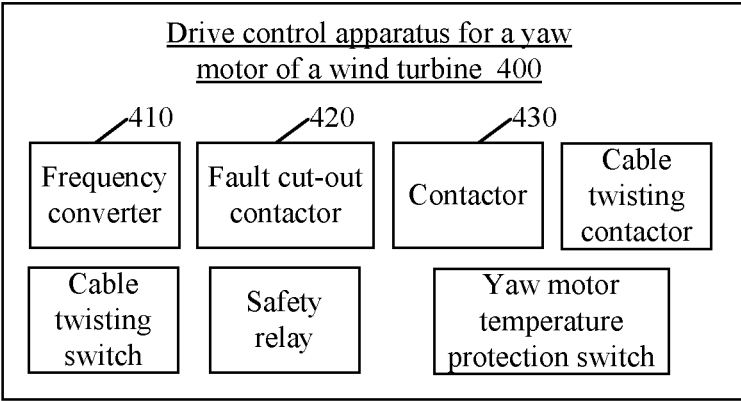 Drive control apparatus for a yaw
motor of a wind turbine 400
410
420
430
Frequency
converter
Fault cut-out
contactor
Contactor
Cable
twisting
contactor
Cable
twisting
switch
Safety
relay
Yaw motor
temperature
protection switch